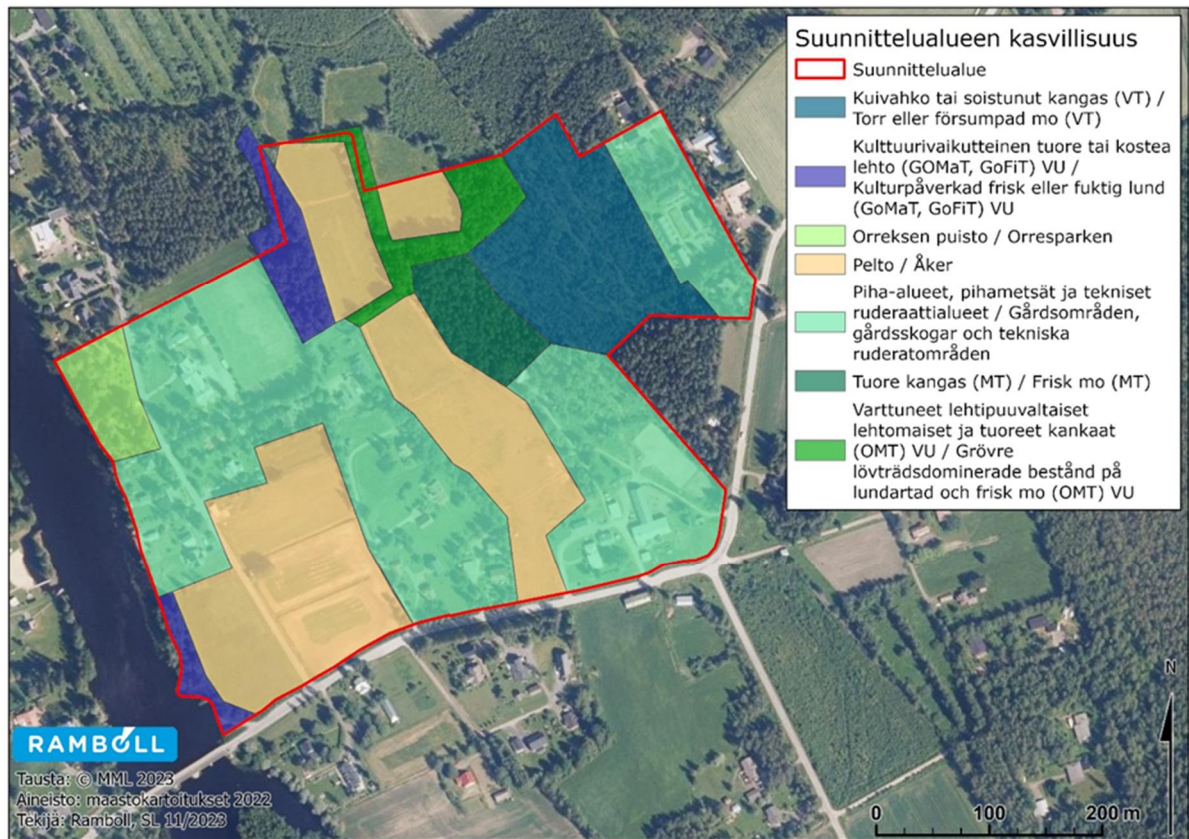 Suunnittelualueen kasvillisuus
Suunnittelualue
Kuivahko tai soistunut kangas (VT) /
Torr eller försumpad mo (VT)
Kulttuurivaikutteinen tuore tai kostea
lehto (GOMaT, GoFiT) VU /
Kulturpåverkad frisk eller fuktig lund
(GoMaT, GoFiT) VU
Orreksen puisto / Orresparken
Pelto / Åker
Piha-alueet, pihametsät ja tekniset
ruderaattialueet / Gårdsområden,
gårdsskogar och tekniska
ruderatområden
Tuore kangas (MT) / Frisk mo (MT)
Varttuneet lehtipuuvaltaiset
lehtomaiset ja tuoreet kankaat
(OMT) VU / Grövre
lövträdsdominerade bestånd på
lundartad och frisk mo (OMT) VU
RAMBOLL
Tausta: © MML 2023
Aineisto: maastokartoitukset 2022
Tekijä: Ramboll, SL 11/2023
N
0 100 200 m